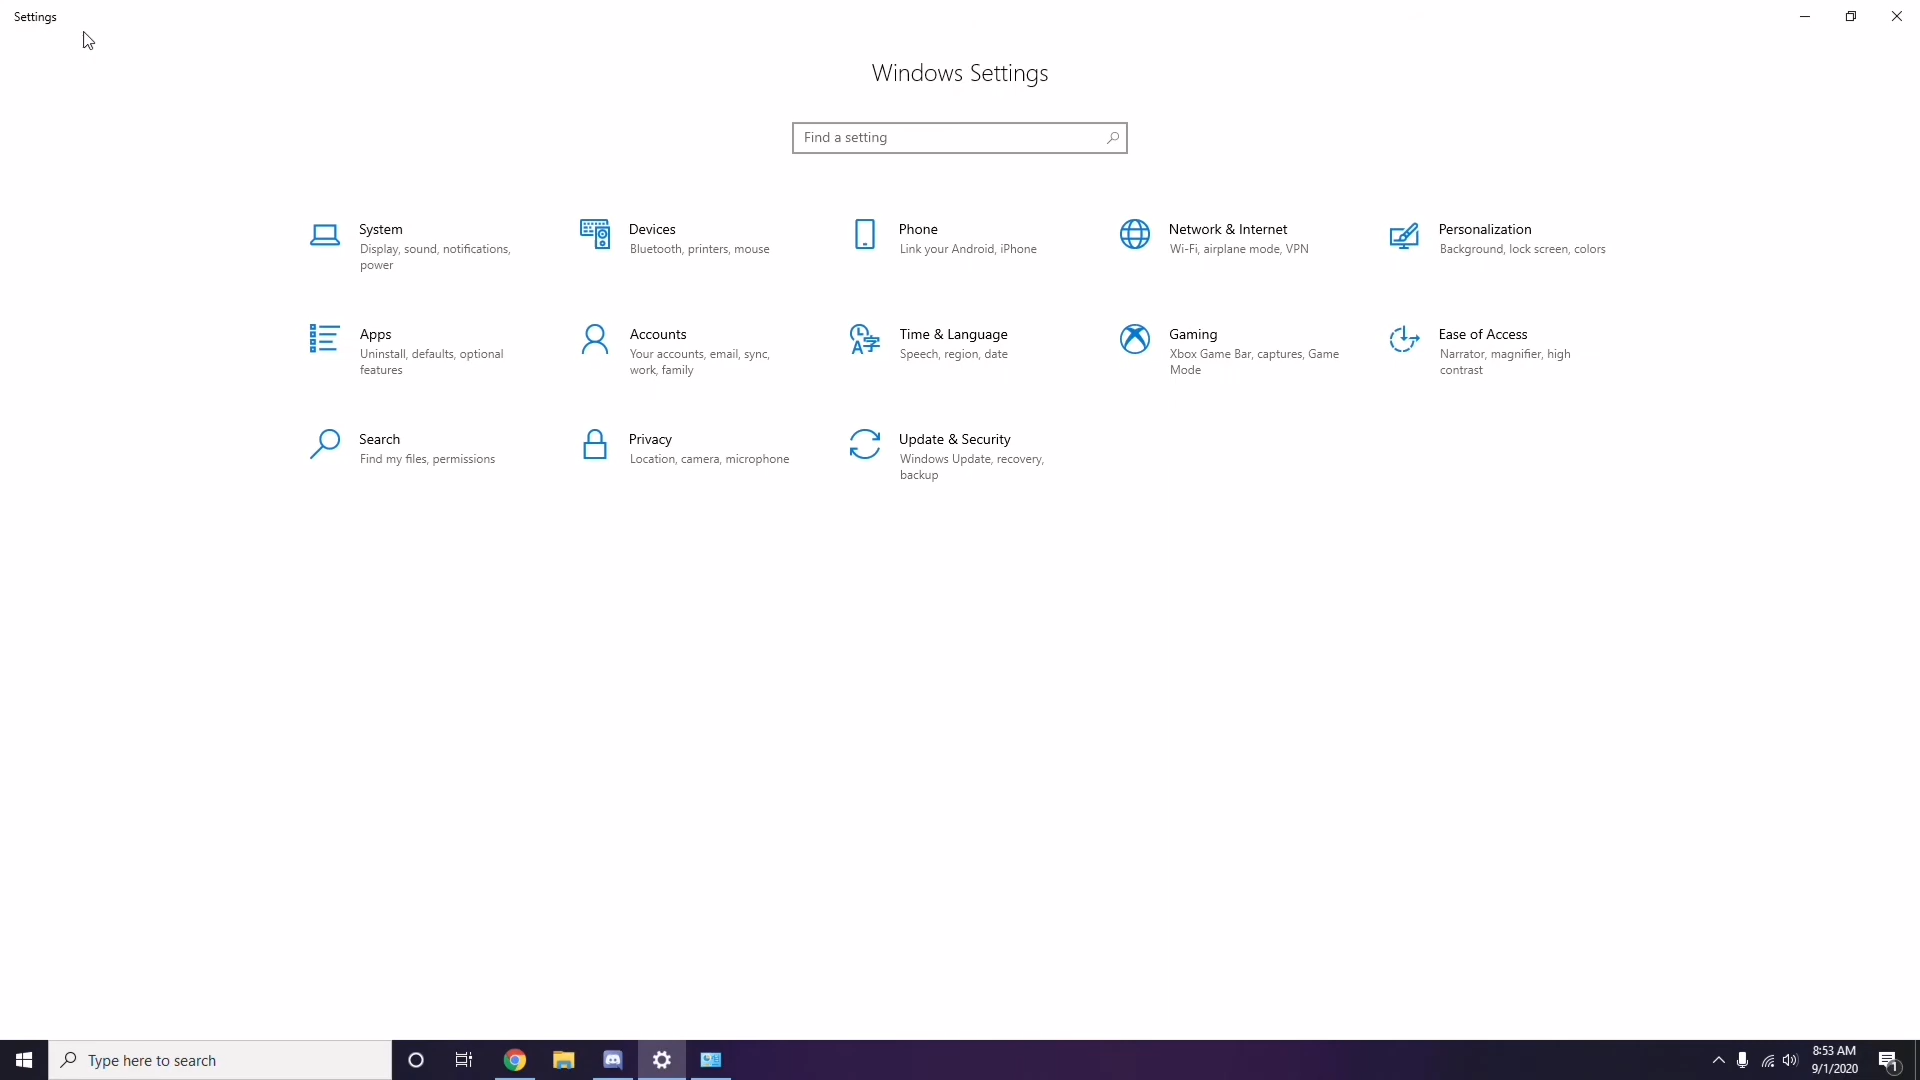 Settings
Windows Settings
Find a setting
System
Display, sound, notifications,
power
Devices
Bluetooth, printers, mouse
Phone
Link your Android, iPhone
Network & Internet
Wi-Fi, airplane mode, VPN
Personalization
Background, lock screen, colors
Apps
Uninstall, defaults, optional
features
Accounts
Your accounts, email, sync,
work, family
Time & Language
Speech, region, date
Gaming
Xbox Game Bar, captures, Game
Mode
Ease of Access
Narrator, magnifier, high
contrast
Search
Find my files, permissions
Privacy
Location, camera, microphone
Update & Security
Windows Update, recovery,
backup
Type here to search
8:53 AM
9/1/2020
1